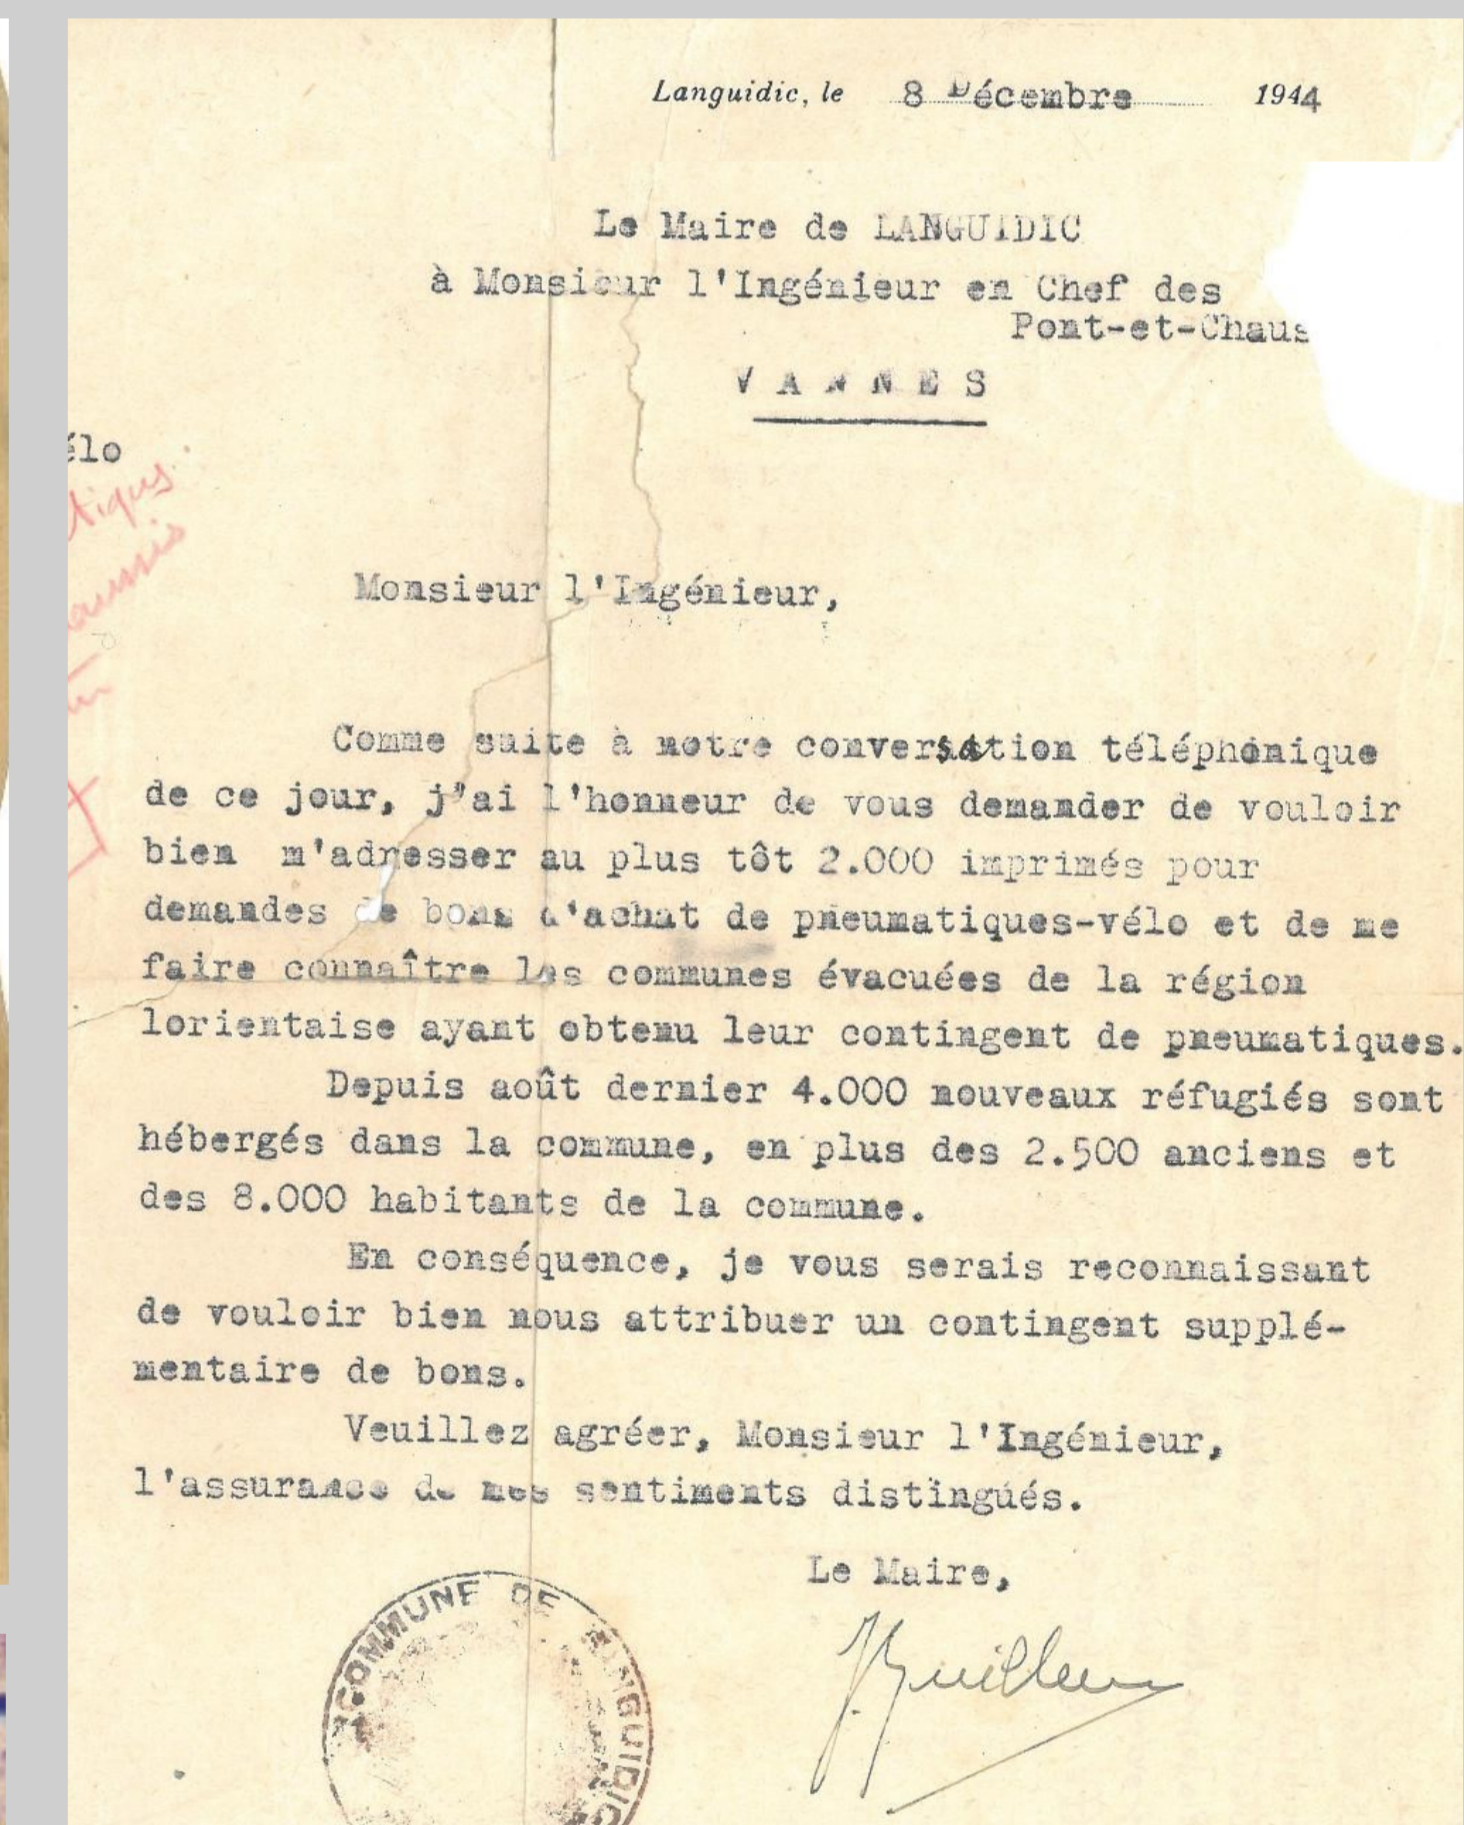 Languidic, le 8 Décembre 1944
Le Maire de LANGUIDIC
à Monsieur l'Ingénieur en Chef des
Pont-et-Chaus
VANNES
élo
tiques
Monsieur l'Ingénieur,
Comme suite à notre conversation téléphonique
de ce jour, j'ai l'honneur de vous demander de vouloir
bien m'adresser au plus tôt 2.000 imprimés pour
demandes de bons d'achat de pneumatiques-vélo et de me
faire connaître les communes évacuées de la région
lorientaise ayant obtenu leur contingent de pneumatiques.
Depuis août dernier 4.000 nouveaux réfugiés sont
hébergés dans la commune, en plus des 2.500 anciens et
des 8.000 habitants de la commune.
En conséquence, je vous serais reconnaissant
de vouloir bien nous attribuer un contingent supplé-
mentaire de bons.
Veuillez agréer, Monsieur l'Ingénieur,
l'assurance de mes sentiments distingués.
Le Maire,
COMMUNE DE LANGUIDIC